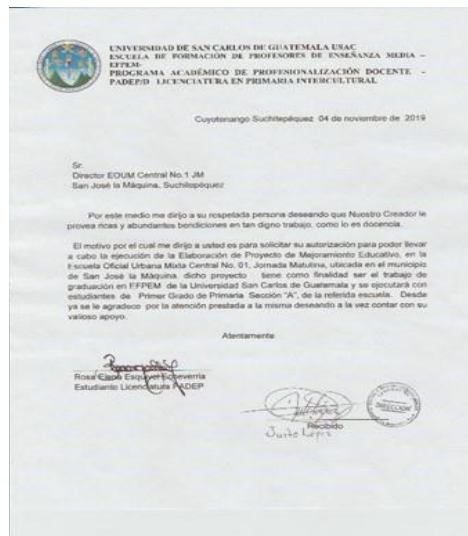 UNIVERSIDAD DE SAN CARLOS DE GUATEMALA USAC
ESCUELA DE FORMACIÓN DE PROFESORES DE ENSEÑANZA MEDIA –
EFPEM-
PROGRAMA ACADÉMICO DE PROFESIONALIZACIÓN DOCENTE -
PADEP/D LICENCIATURA EN PRIMARIA INTERCULTURAL
Cuyotenango Suchitepéquez 04 de noviembre de 2019
Sr.
Director EOUM Central No.1 JM
San José la Máquina, Suchitepéquez
Por este medio me dirijo a su respetada persona deseando que Nuestro Creador le
provea ricas y abundantes bendiciones en tan digno trabajo, como lo es docencia.
El motivo por el cual me dirijo a usted es para solicitar su autorización para poder llevar
a cabo la ejecución de la Elaboración de Proyecto de Mejoramiento Educativo, en la
Escuela Oficial Urbana Mixta Central No. 01, Jornada Matutina, ubicada en el municipio
de San José la Máquina, dicho proyecto tiene como finalidad ser el trabajo de
graduación en EFPEM de la Universidad San Carlos de Guatemala y se ejecutará con
estudiantes de Primer Grado de Primaria Sección "A", de la referida escuela. Desde
ya se le agradece por la atención prestada a la misma deseando a la vez contar con su
valioso apoyo.
Atentamente
Rosa Elena Esquivel Echeverria
Estudiante Licenciatura PADEP
Recibido
Justo López
DIRECCION